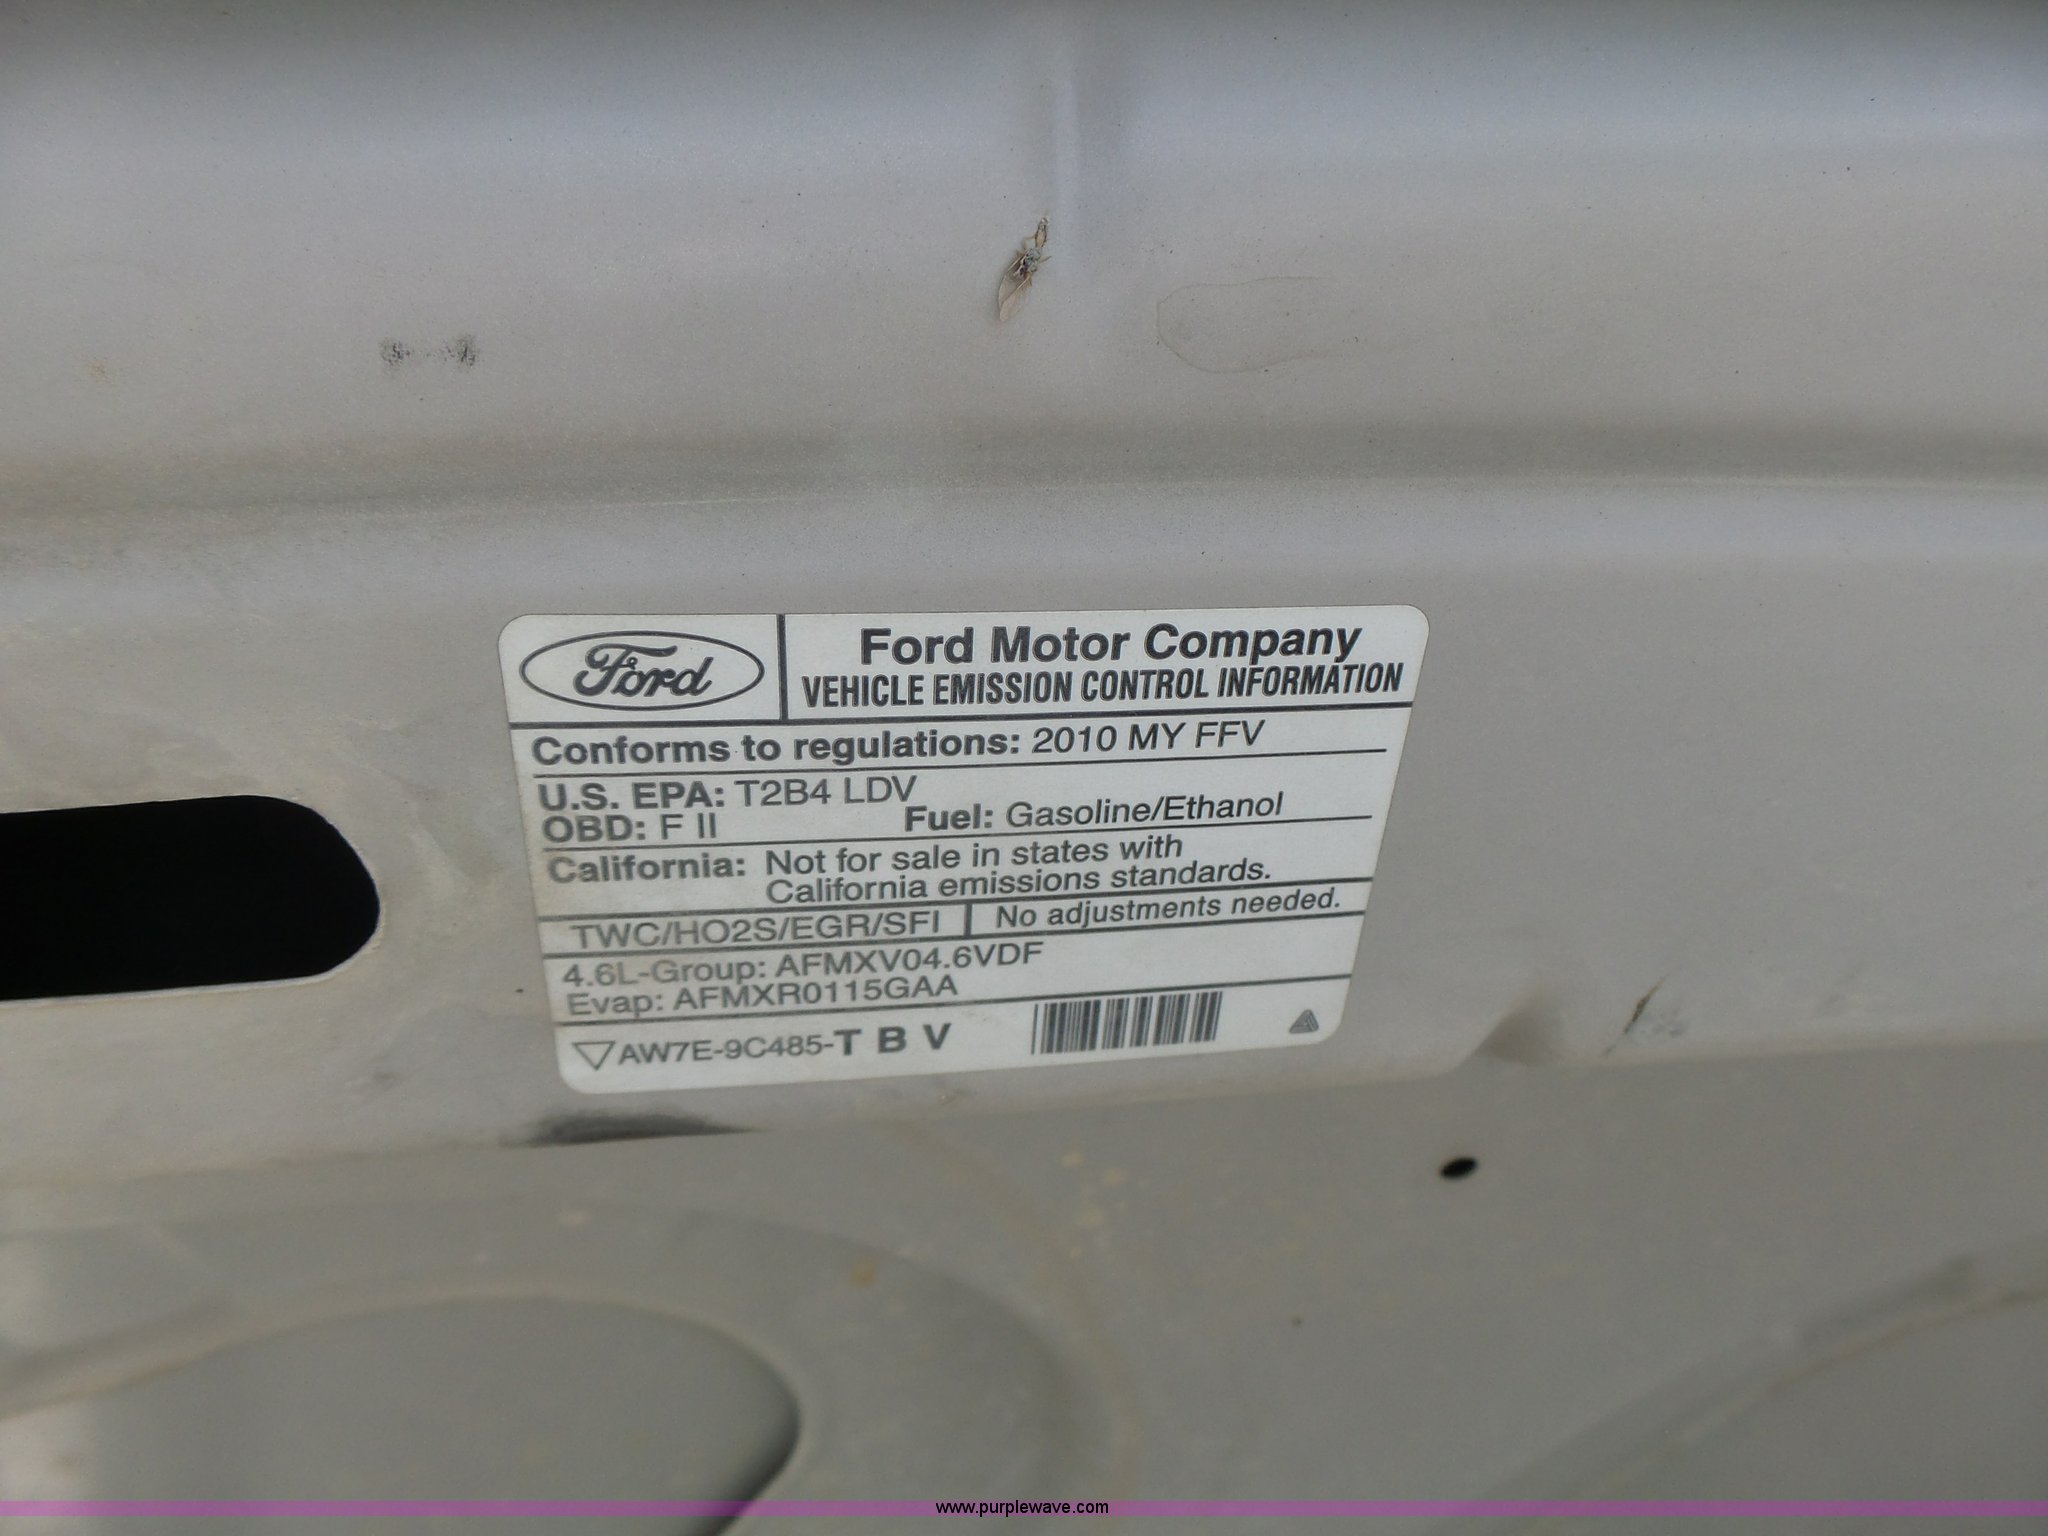 Ford
Ford Motor Company
VEHICLE EMISSION CONTROL INFORMATION
Conforms to regulations: 2010 MY FFV
U.S. EPA: T2B4 LDV
OBD: F II Fuel: Gasoline/Ethanol
California: Not for sale in states with
California emissions standards.
TWC/HO2S/EGR/SFI No adjustments needed.
4.6L-Group: AFMXV04.6VDF
Evap: AFMXR0115GAA
AW7E-9C485-T B V
www.purplewave.com